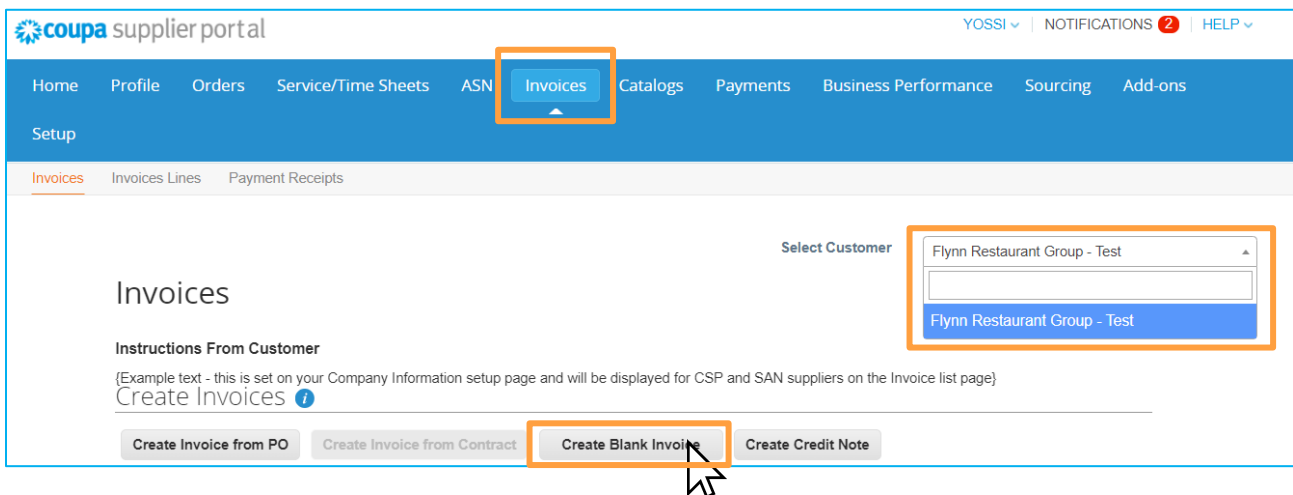 coupa supplier portal YOSSI NOTIFICATIONS 2 HELP
Home Profile Orders Service/Time Sheets ASN Invoices Catalogs Payments Business Performance Sourcing Add-ons
Setup
Invoices Invoices Lines Payment Receipts
Select Customer Flynn Restaurant Group - Test
Flynn Restaurant Group - Test
Invoices
Instructions From Customer
{Example text - this is set on your Company Information setup page and will be displayed for CSP and SAN suppliers on the Invoice list page}
Create Invoices i
Create Invoice from PO Create Invoice from Contract Create Blank Invoice Create Credit Note